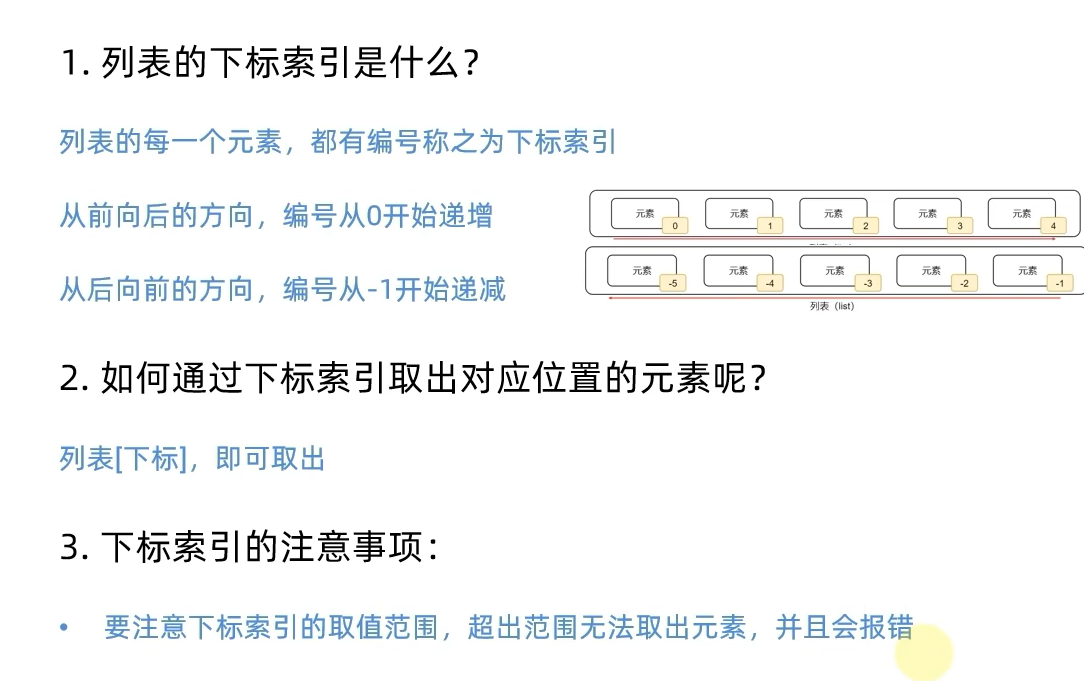 1. 列表的下标索引是什么？
列表的每一个元素，都有编号称之为下标索引
从前向后的方向，编号从0开始递增
从后向前的方向，编号从-1开始递减
元素 元素 元素 元素 元素
0 1 2 3 4
元素 元素 元素 元素 元素
-5 -4 -3 -2 -1
列表（list）
2. 如何通过下标索引取出对应位置的元素呢？
列表[下标]，即可取出
3. 下标索引的注意事项：
• 要注意下标索引的取值范围，超出范围无法取出元素，并且会报错